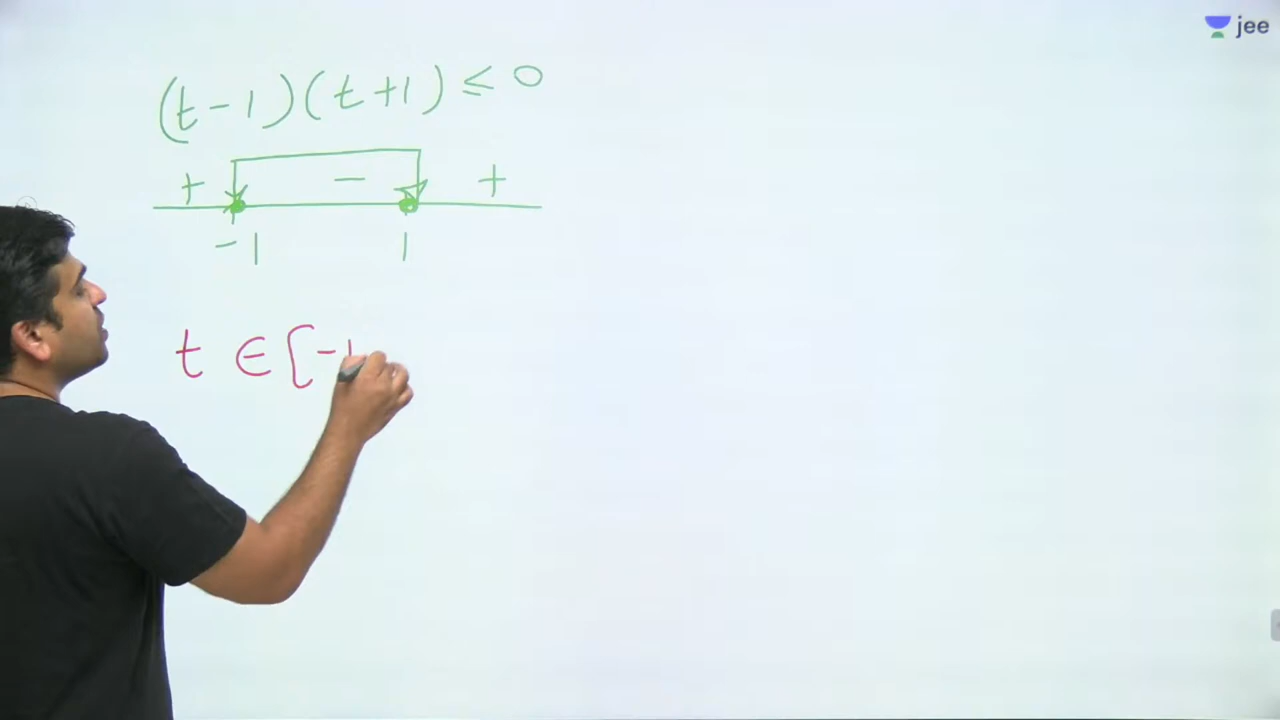 jee
(t-1)(t+1) ≤ 0
+ - +
-1 1
t ∈ [-1